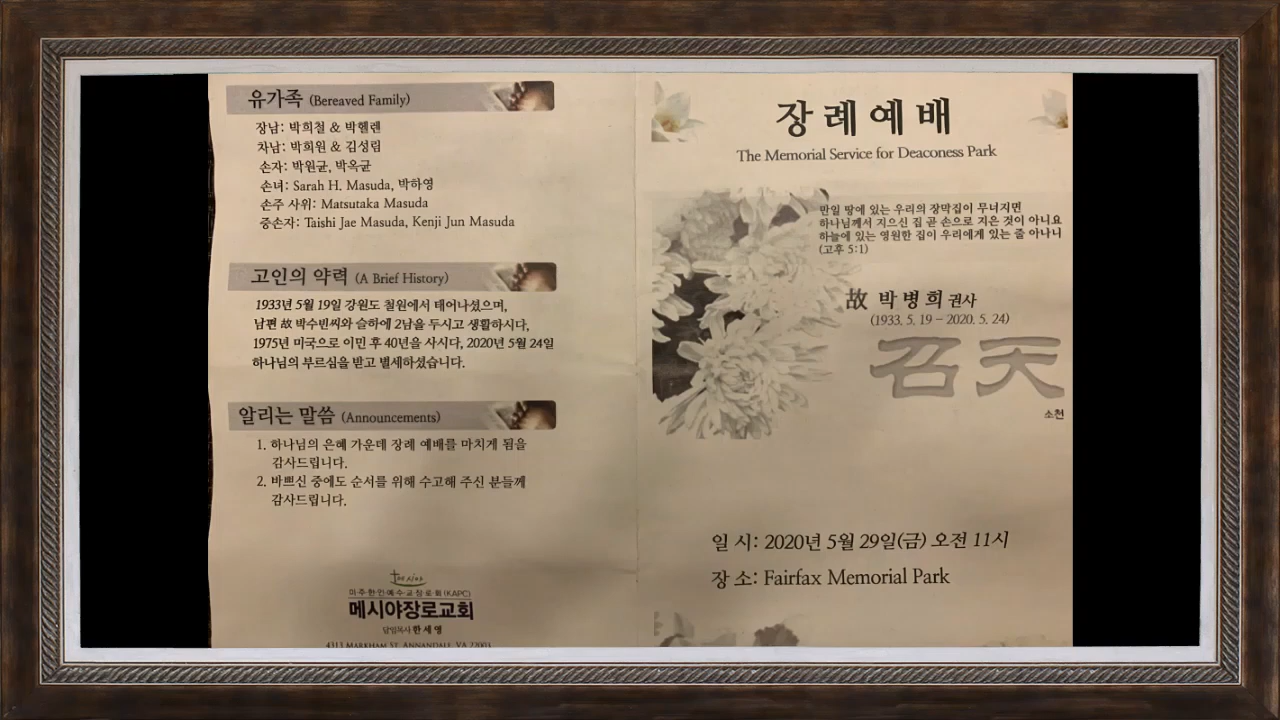 유가족 (Bereaved Family)
장남: 박희철 & 박헬렌
차남: 박희원 & 김성림
손자: 박원균, 박옥균
손녀: Sarah H. Masuda, 박하영
손주 사위: Matsutaka Masuda
중손자: Taishi Jae Masuda, Kenji Jun Masuda
고인의 약력 (A Brief History)
1933년 5월 19일 강원도 철원에서 태어나셨으며,
남편 故 박수빈씨와 슬하에 2남을 두시고 생활하시다,
1975년 미국으로 이민 후 40년을 사시다, 2020년 5월 24일
하나님의 부르심을 받고 별세하셨습니다.
알리는 말씀 (Announcements)
1. 하나님의 은혜 가운데 장례 예배를 마치게 됨을
감사드립니다.
2. 바쁘신 중에도 순서를 위해 수고해 주신 분들께
감사드립니다.
메시야
미주한인예수교장로회(KAPC)
메시야장로교회
담임목사 한세영
4313 MARKHAM ST. ANNANDALE, VA 22003
장례예배
The Memorial Service for Deaconess Park
만일 땅에 있는 우리의 장막집이 무너지면
하나님께서 지으신 집 곧 손으로 지은 것이 아니요
하늘에 있는 영원한 집이 우리에게 있는 줄 아나니
(고후 5:1)
故 박병희 권사
(1933. 5. 19 - 2020. 5. 24)
召天
소천
일 시: 2020년 5월 29일(금) 오전 11시
장 소: Fairfax Memorial Park